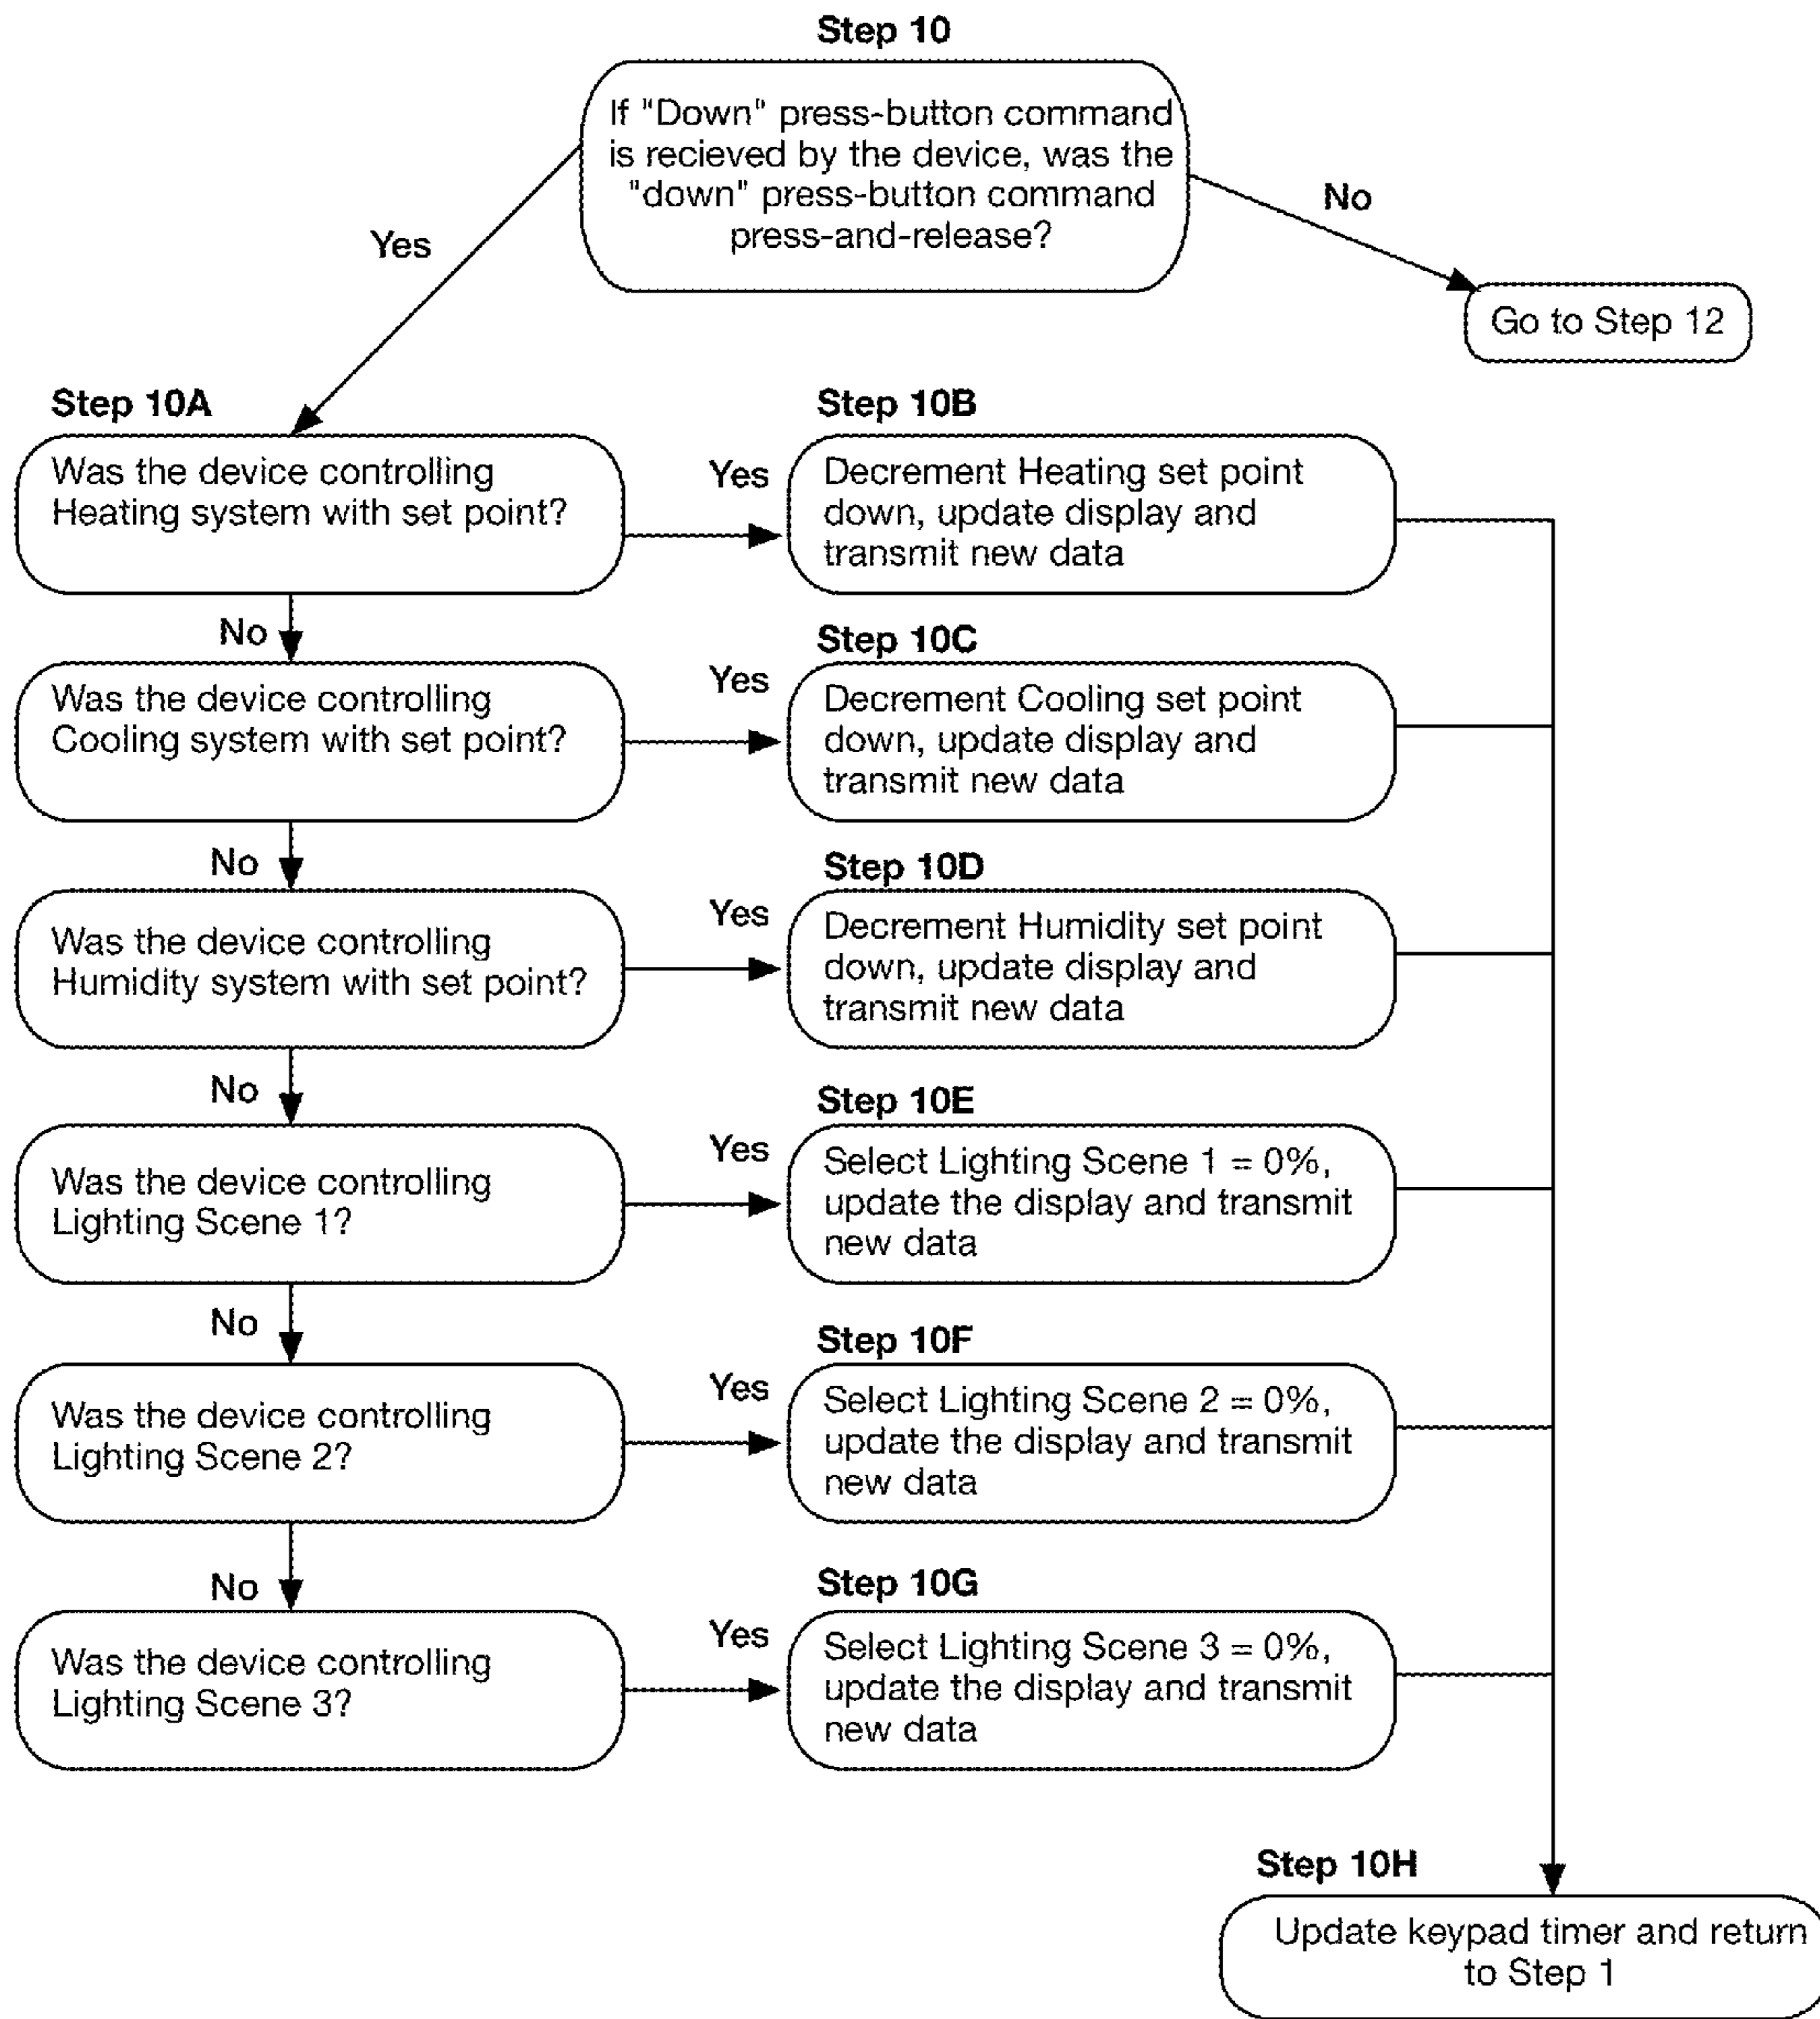 Step 10
If "Down" press-button command
is recieved by the device, was the
"down" press-button command
press-and-release?
Yes
No
Go to Step 12
Step 10A
Was the device controlling
Heating system with set point?
Yes
Step 10B
Decrement Heating set point
down, update display and
transmit new data
No
Was the device controlling
Cooling system with set point?
Yes
Step 10C
Decrement Cooling set point
down, update display and
transmit new data
No
Was the device controlling
Humidity system with set point?
Yes
Step 10D
Decrement Humidity set point
down, update display and
transmit new data
No
Was the device controlling
Lighting Scene 1?
Yes
Step 10E
Select Lighting Scene 1 = 0%,
update the display and transmit
new data
No
Was the device controlling
Lighting Scene 2?
Yes
Step 10F
Select Lighting Scene 2 = 0%,
update the display and transmit
new data
No
Was the device controlling
Lighting Scene 3?
Yes
Step 10G
Select Lighting Scene 3 = 0%,
update the display and transmit
new data
Step 10H
Update keypad timer and return
to Step 1